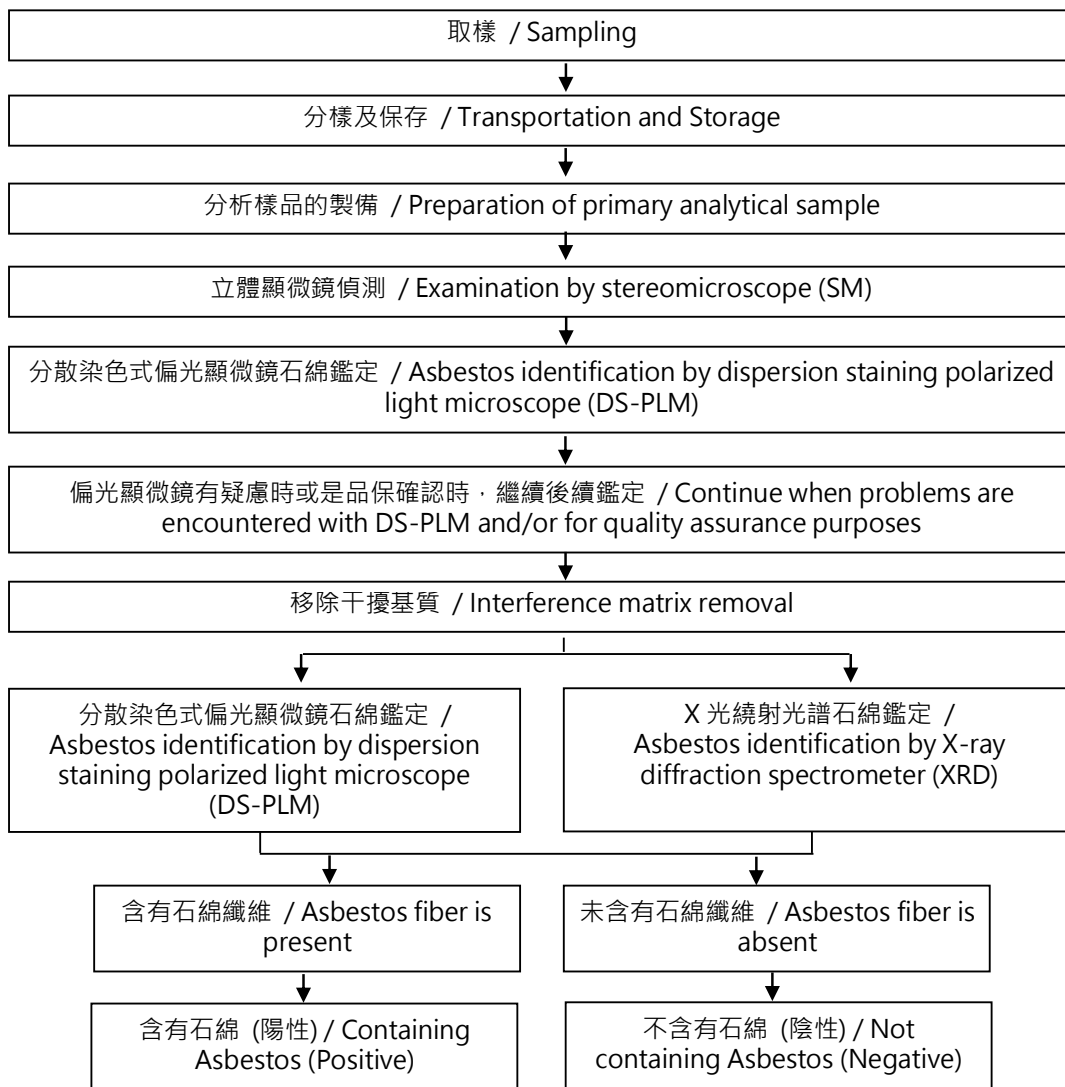 取樣 / Sampling
分樣及保存 / Transportation and Storage
分析樣品的製備 / Preparation of primary analytical sample
立體顯微鏡偵測 / Examination by stereomicroscope (SM)
分散染色式偏光顯微鏡石綿鑑定 / Asbestos identification by dispersion staining polarized
light microscope (DS-PLM)
偏光顯微鏡有疑慮時或是品保確認時，繼續後續鑑定 / Continue when problems are
encountered with DS-PLM and/or for quality assurance purposes
移除干擾基質 / Interference matrix removal
分散染色式偏光顯微鏡石綿鑑定 /
Asbestos identification by dispersion
staining polarized light microscope
(DS-PLM)
X 光繞射光譜石綿鑑定 /
Asbestos identification by X-ray
diffraction spectrometer (XRD)
含有石綿纖維 / Asbestos fiber is
present
未含有石綿纖維 / Asbestos fiber is
absent
含有石綿 (陽性) / Containing
Asbestos (Positive)
不含有石綿 (陰性) / Not
containing Asbestos (Negative)